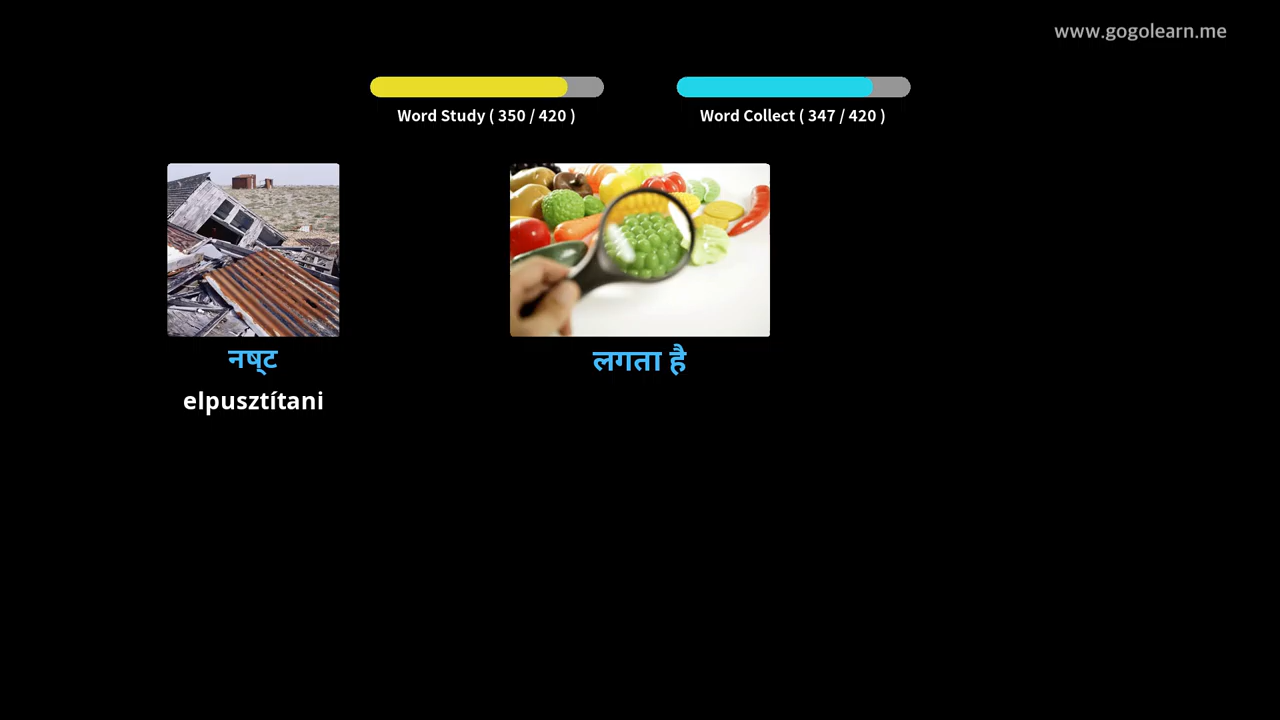 www.gogolearn.me
Word Study ( 350 / 420 )
Word Collect ( 347 / 420 )
नष्‍ट
लगता है
elpusztítani